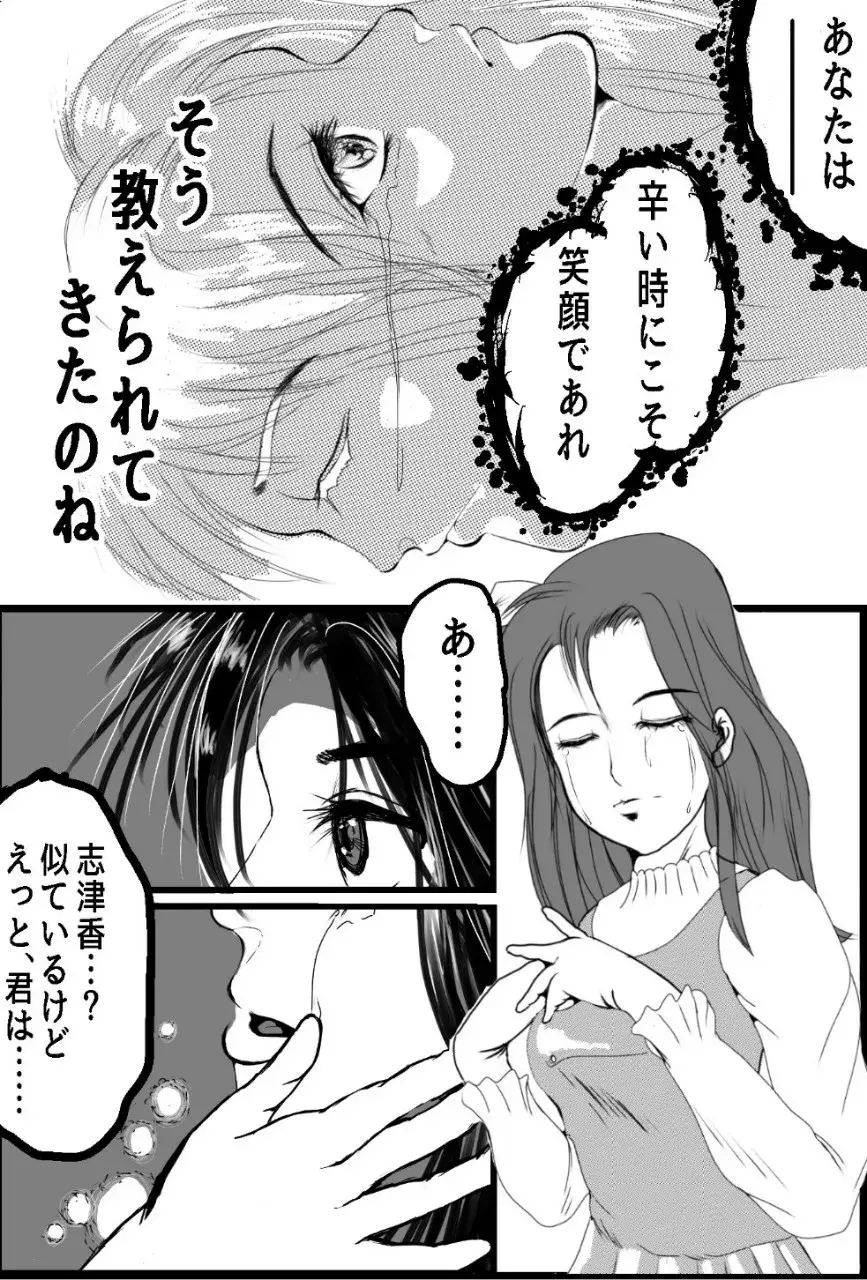 あなたは──
辛い時にこそ
笑顔であれ
そう
教えられて
きたのね
あ……
志津香…？
似ているけど
えっと、君は……